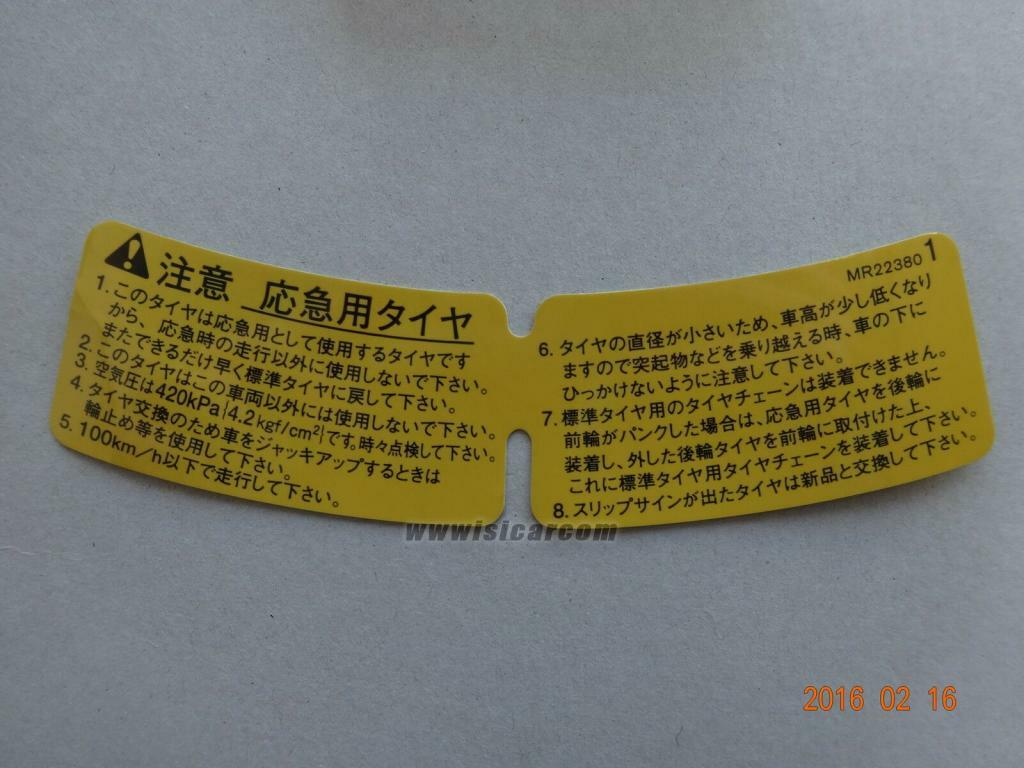 注意 応急用タイヤ
1. このタイヤは応急用として使用するタイヤです
から、応急時の走行以外に使用しないで下さい。
またできるだけ早く標準タイヤに戻して下さい。
2. このタイヤはこの車両以外には使用しないで下さい。
3. 空気圧は420kPa{4.2kgf/cm²}です。時々点検して下さい。
4. タイヤ交換のため車をジャッキアップするときは
輪止め等を使用して下さい。
5. 100km/h以下で走行して下さい。
MR223801
6. タイヤの直径が小さいため、車高が少し低くなり
ますので突起物などを乗り越える時、車の下に
ひっかけないように注意して下さい。
7. 標準タイヤ用のタイヤチェーンは装着できません。
前輪がパンクした場合は、応急用タイヤを後輪に
装着し、外した後輪タイヤを前輪に取付けた上、
これに標準タイヤ用タイヤチェーンを装着して下さい。
8. スリップサインが出たタイヤは新品と交換して下さい。
wwwisicarcom
2016 02 16